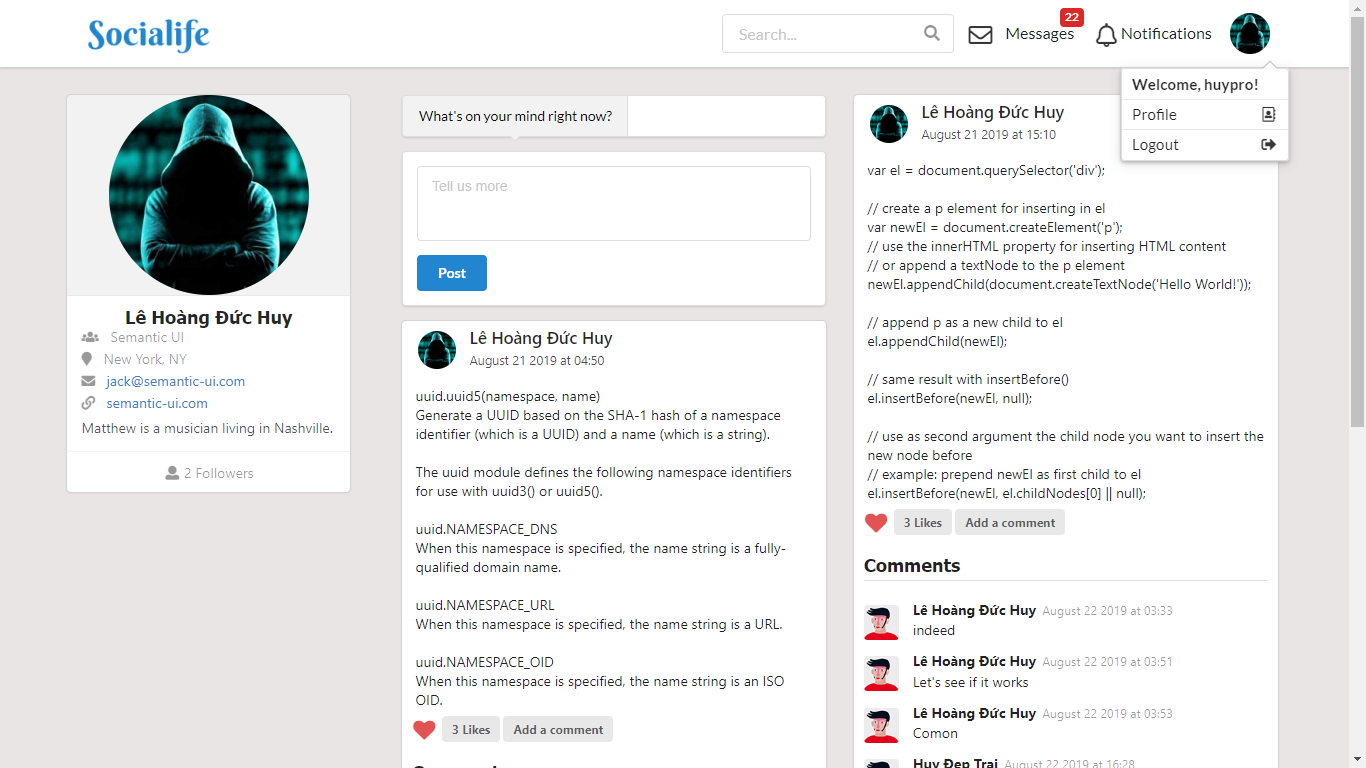 Socialife
Search...
Messages
22
Notifications
Welcome, huypro!
Profile
Logout
Lê Hoàng Đức Huy
Semantic UI
New York, NY
jack@semantic-ui.com
semantic-ui.com
Matthew is a musician living in Nashville.
2 Followers
What's on your mind right now?
Tell us more
Post
Lê Hoàng Đức Huy
August 21 2019 at 04:50
uuid.uuid5(namespace, name)
Generate a UUID based on the SHA-1 hash of a namespace
identifier (which is a UUID) and a name (which is a string).
The uuid module defines the following namespace identifiers
for use with uuid3() or uuid5().
uuid.NAMESPACE_DNS
When this namespace is specified, the name string is a fully-
qualified domain name.
uuid.NAMESPACE_URL
When this namespace is specified, the name string is a URL.
uuid.NAMESPACE_OID
When this namespace is specified, the name string is an ISO
OID.
3 Likes
Add a comment
Lê Hoàng Đức Huy
August 21 2019 at 15:10
var el = document.querySelector('div');
// create a p element for inserting in el
var newEl = document.createElement('p');
// use the innerHTML property for inserting HTML content
// or append a textNode to the p element
newEl.appendChild(document.createTextNode('Hello World!'));
// append p as a new child to el
el.appendChild(newEl);
// same result with insertBefore()
el.insertBefore(newEl, null);
// use as second argument the child node you want to insert the
new node before
// example: prepend newEl as first child to el
el.insertBefore(newEl, el.childNodes[0] || null);
3 Likes
Add a comment
Comments
Lê Hoàng Đức Huy August 22 2019 at 03:33
indeed
Lê Hoàng Đức Huy August 22 2019 at 03:51
Let's see if it works
Lê Hoàng Đức Huy August 22 2019 at 03:53
Comon
Huy Đẹp Trai August 22 2019 at 16:28